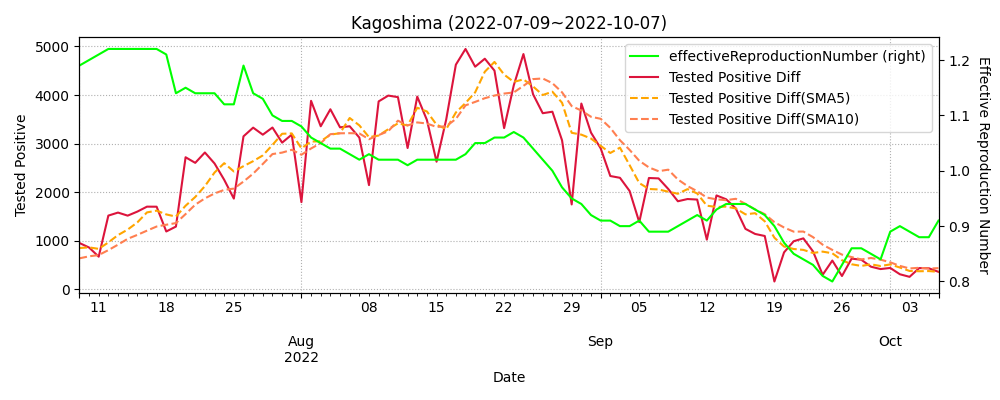 Kagoshima (2022-07-09~2022-10-07)
effectiveReproductionNumber (right)
Tested Positive Diff
Tested Positive Diff(SMA5)
Tested Positive Diff(SMA10)
Tested Positive
5000
4000
3000
2000
1000
0
Effective Reproduction Number
1.2
1.1
1.0
0.9
0.8
11 18 25 08 15 22 29 05 12 19 26 03
Aug Sep Oct
2022
Date